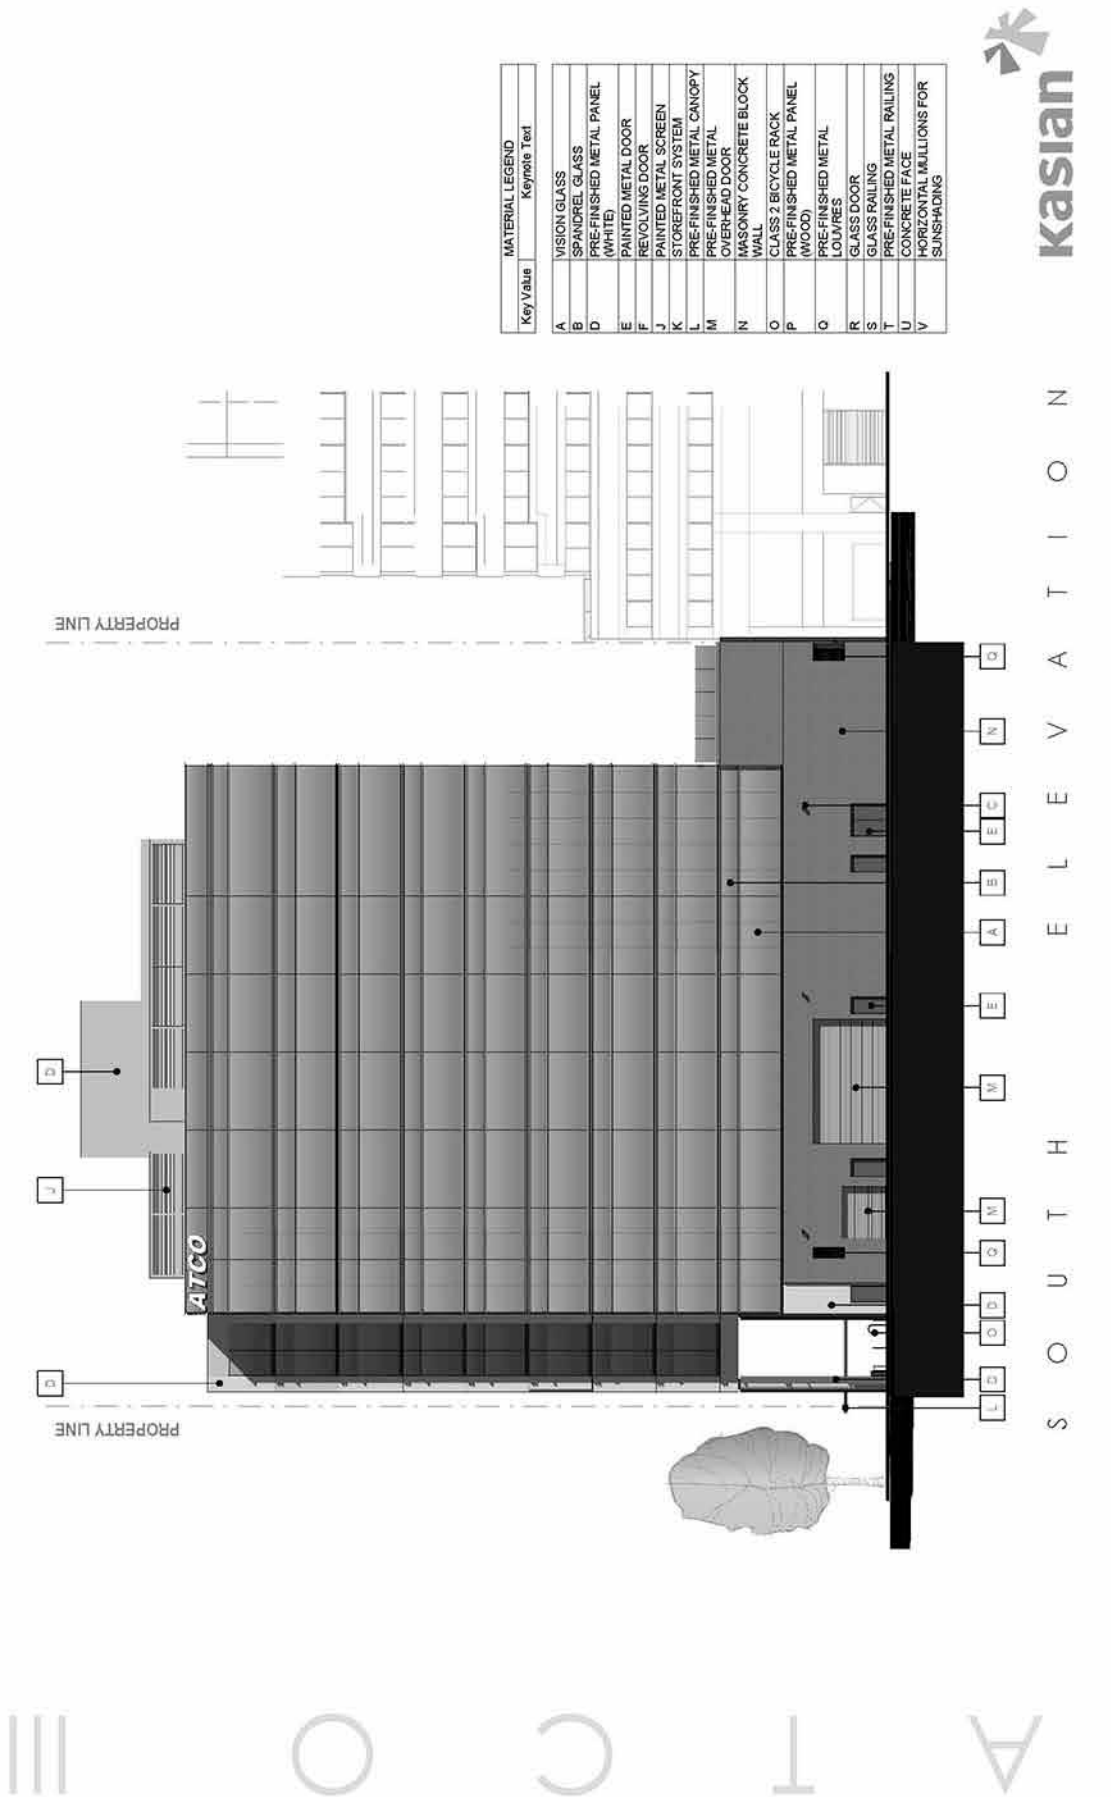 ATCO III
PROPERTY LINE
PROPERTY LINE
D
J
D
ATCO
L
O
D
Q
M
M
E
A
B
E
N
Q
SOUTH ELEVATION
MATERIAL LEGEND
Key Value Keynote Text
A VISION GLASS
B SPANDREL GLASS
D PRE-FINISHED METAL PANEL
(WHITE)
E PAINTED METAL DOOR
F REVOLVING DOOR
J PAINTED METAL SCREEN
K STOREFRONT SYSTEM
L PRE-FINISHED METAL CANOPY
M PRE-FINISHED METAL
OVERHEAD DOOR
N MASONRY CONCRETE BLOCK
WALL
O CLASS 2 BICYCLE RACK
P PRE-FINISHED METAL PANEL
(WOOD)
Q PRE-FINISHED METAL
LOUVRES
R GLASS DOOR
S GLASS RAILING
T PRE-FINISHED METAL RAILING
U CONCRETE FACE
V HORIZONTAL MULLIONS FOR
SUNSHADING
Kasian